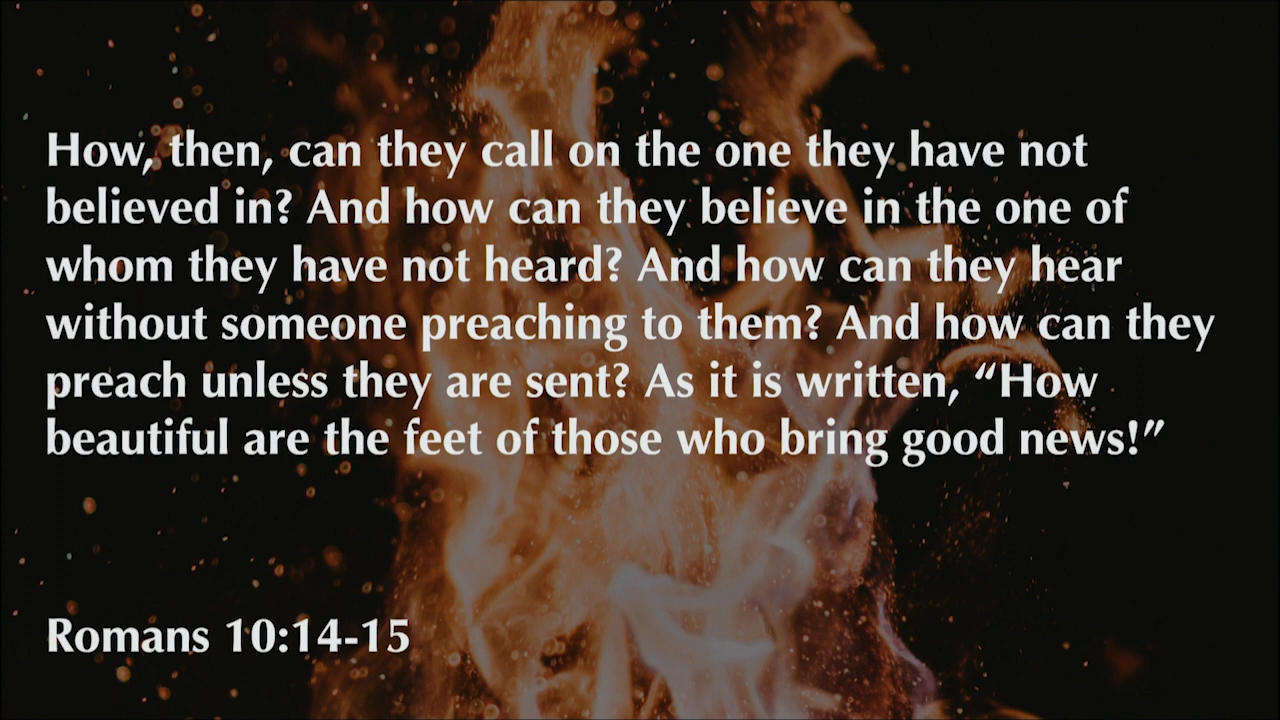 How, then, can they call on the one they have not
believed in? And how can they believe in the one of
whom they have not heard? And how can they hear
without someone preaching to them? And how can they
preach unless they are sent? As it is written, “How
beautiful are the feet of those who bring good news!”
Romans 10:14-15